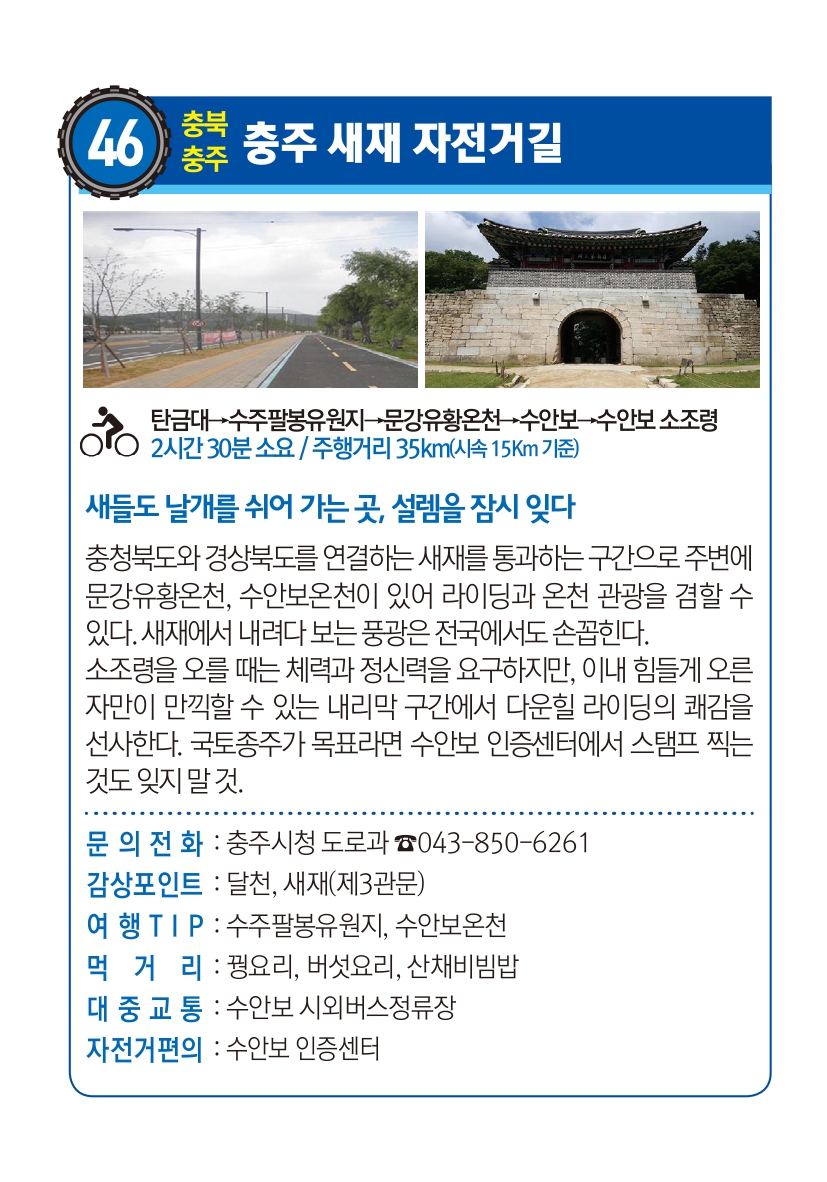 46
충북
충주
충주 새재 자전거길
탄금대→수주팔봉유원지→문강유황온천→수안보→수안보 소조령
2시간 30분 소요 / 주행거리 35km(시속 15Km 기준)
새들도 날개를 쉬어 가는 곳, 설렘을 잠시 잊다
충청북도와 경상북도를 연결하는 새재를 통과하는 구간으로 주변에
문강유황온천, 수안보온천이 있어 라이딩과 온천 관광을 겸할 수
있다. 새재에서 내려다 보는 풍광은 전국에서도 손꼽힌다.
소조령을 오를 때는 체력과 정신력을 요구하지만, 이내 힘들게 오른
자만이 만끽할 수 있는 내리막 구간에서 다운힐 라이딩의 쾌감을
선사한다. 국토종주가 목표라면 수안보 인증센터에서 스탬프 찍는
것도 잊지 말 것.
문 의 전 화 : 충주시청 도로과 ☎043-850-6261
감상포인트 : 달천, 새재(제3관문)
여 행 T I P : 수주팔봉유원지, 수안보온천
먹 거 리 : 꿩요리, 버섯요리, 산채비빔밥
대 중 교 통 : 수안보 시외버스정류장
자전거편의 : 수안보 인증센터